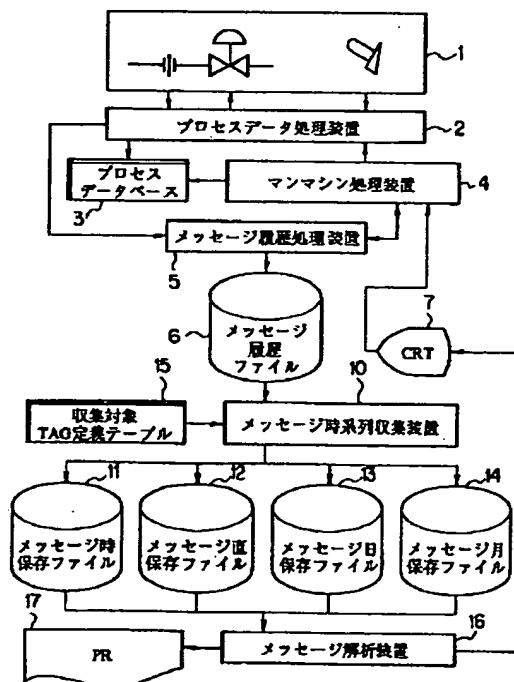 1
プロセスデータ処理装置
2
プロセス
データベース
3
マンマシン処理装置
4
メッセージ履歴処理装置
5
6
メッセージ
履歴
ファイル
7
CRT
15
収集対象
TAG定義テーブル
10
メッセージ時系列収集装置
11
メッセージ時
保存ファイル
12
メッセージ直
保存ファイル
13
メッセージ日
保存ファイル
14
メッセージ月
保存ファイル
17
PR
メッセージ解析装置
16